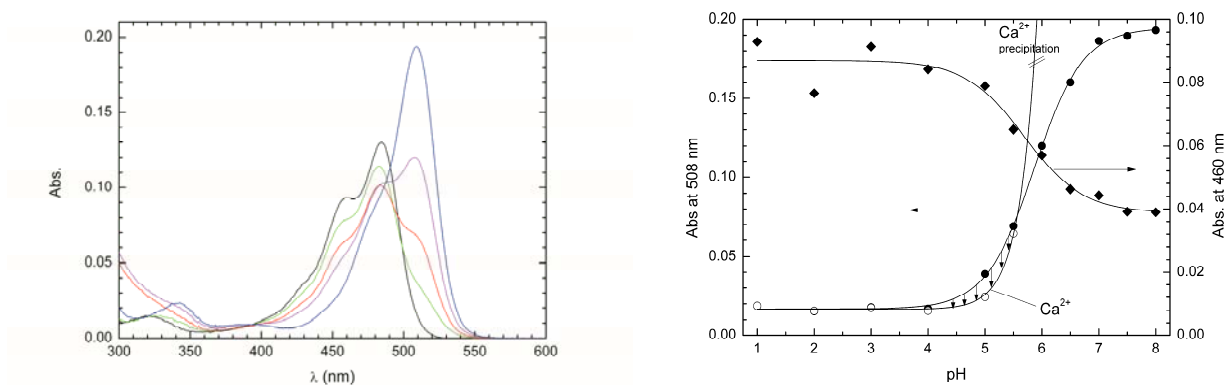 0.20
0.15
0.10
0.05
0.00
Abs.
300 350 400 450 500 550 600
λ (nm)
0.20
0.15
0.10
0.05
0.00
Abs at 508 nm
Ca2+
precipitation
Ca2+
0.10
0.08
0.06
0.04
0.02
0.00
Abs. at 460 nm
1 2 3 4 5 6 7 8
pH